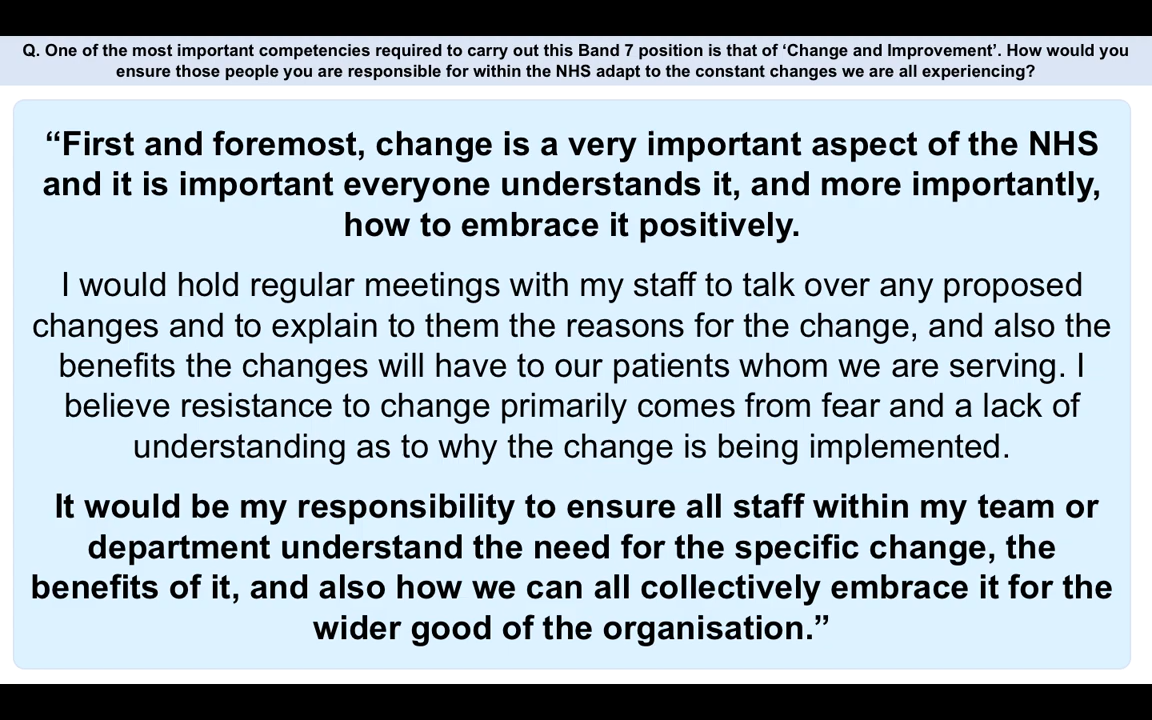 Q. One of the most important competencies required to carry out this Band 7 position is that of ‘Change and Improvement’. How would you
ensure those people you are responsible for within the NHS adapt to the constant changes we are all experiencing?
“First and foremost, change is a very important aspect of the NHS
and it is important everyone understands it, and more importantly,
how to embrace it positively.
I would hold regular meetings with my staff to talk over any proposed
changes and to explain to them the reasons for the change, and also the
benefits the changes will have to our patients whom we are serving. I
believe resistance to change primarily comes from fear and a lack of
understanding as to why the change is being implemented.
It would be my responsibility to ensure all staff within my team or
department understand the need for the specific change, the
benefits of it, and also how we can all collectively embrace it for the
wider good of the organisation.”